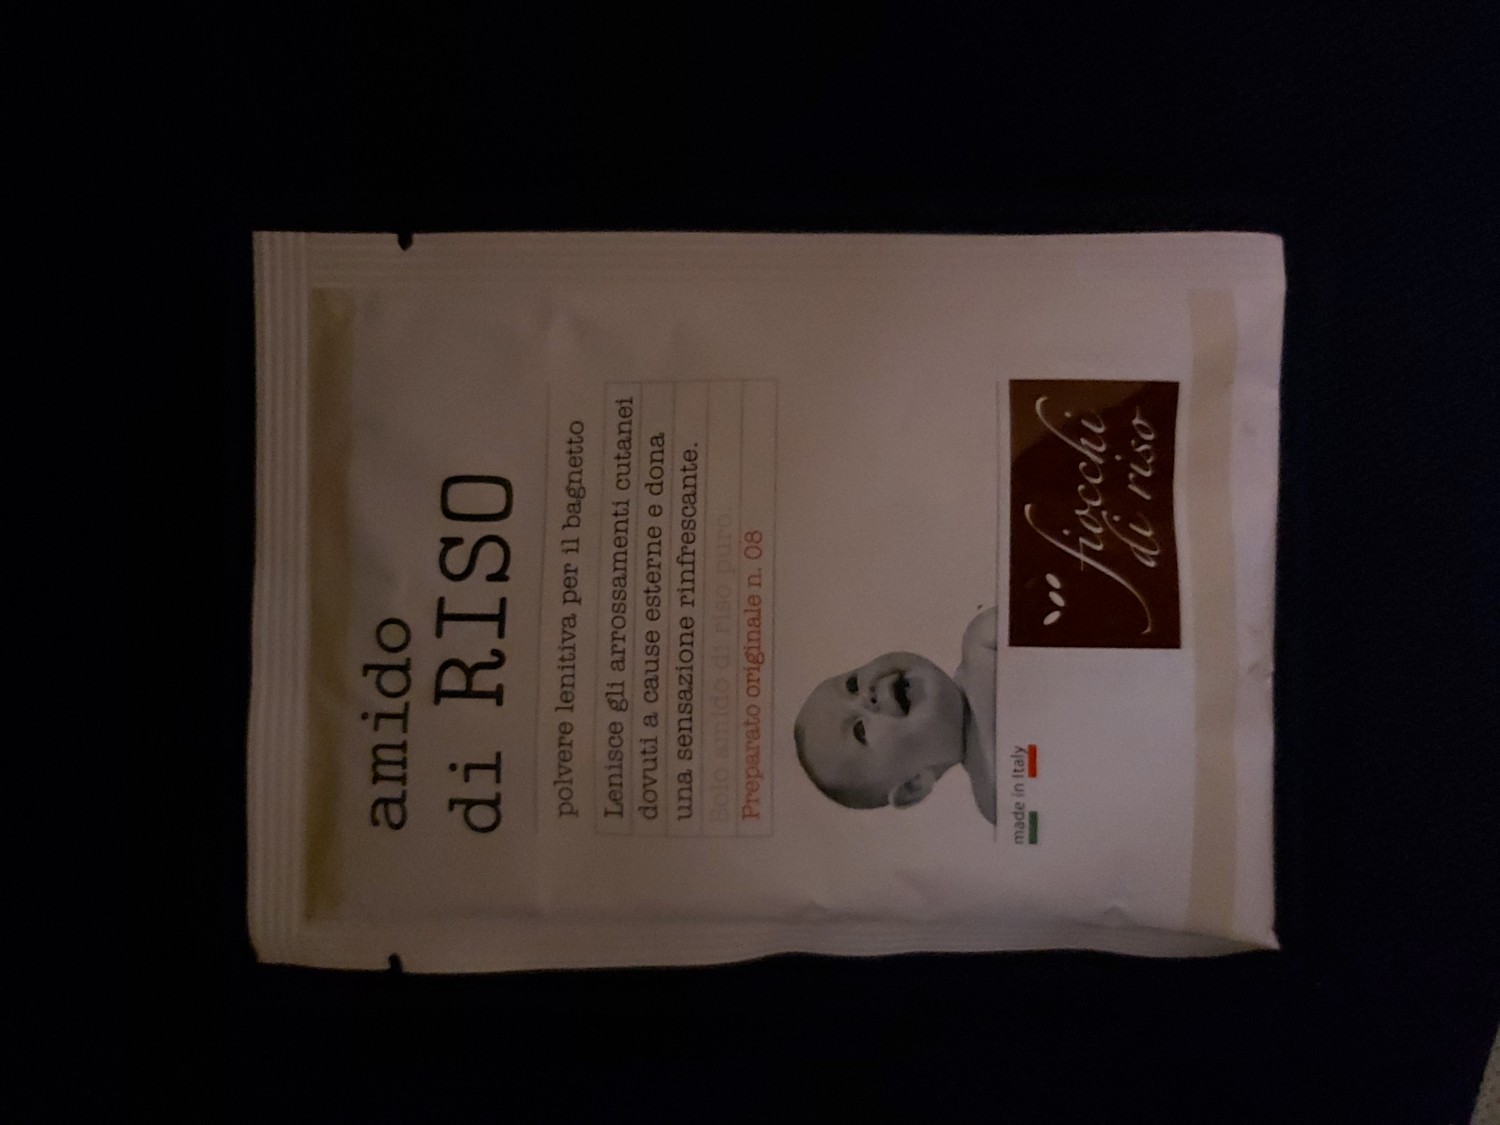 amido
di RISO
polvere lenitiva per il bagnetto
Lenisce gli arrossamenti cutanei
dovuti a cause esterne e dona
una sensazione rinfrescante.
Solo amido di riso puro.
Preparato originale n. 08
made in Italy
fiocchi
di riso